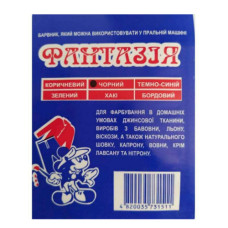 БАРВНИК, ЯКИЙ МОЖНА ВИКОРИСТОВУВАТИ У ПРАЛЬНІЙ МАШИНІ
ФАНТАЗІЯ
КОРИЧНЕВИЙ ЧОРНИЙ ТЕМНО-СИНІЙ
ЗЕЛЕНИЙ ХАКІ БОРДОВИЙ
ДЛЯ ФАРБУВАННЯ В ДОМАШНІХ
УМОВАХ ДЖИНСОВОЇ ТКАНИНИ,
ВИРОБІВ З БАВОВНИ, ЛЬОНУ,
ВІСКОЗИ, А ТАКОЖ НАТУРАЛЬНОГО
ШОВКУ, КАПРОНУ, ВОВНИ, КРІМ
ЛАВСАНУ ТА НІТРОНУ.
4820035731511